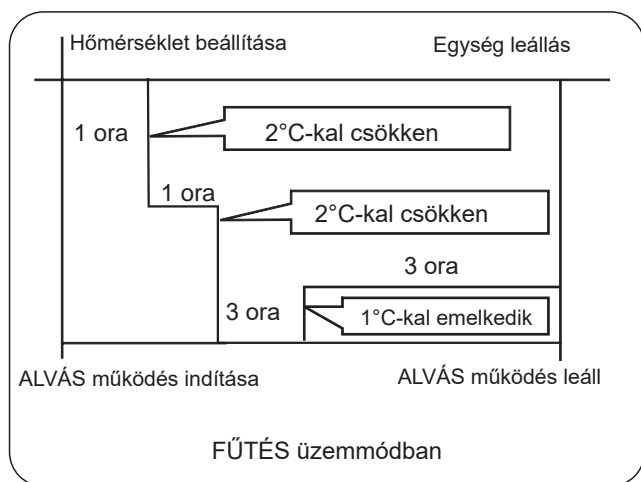 Hőmérséklet beállítása
Egység leállás
1 ora
2°C-kal csökken
1 ora
2°C-kal csökken
3 ora
3 ora
1°C-kal emelkedik
ALVÁS működés indítása
ALVÁS működés leáll
FŰTÉS üzemmódban